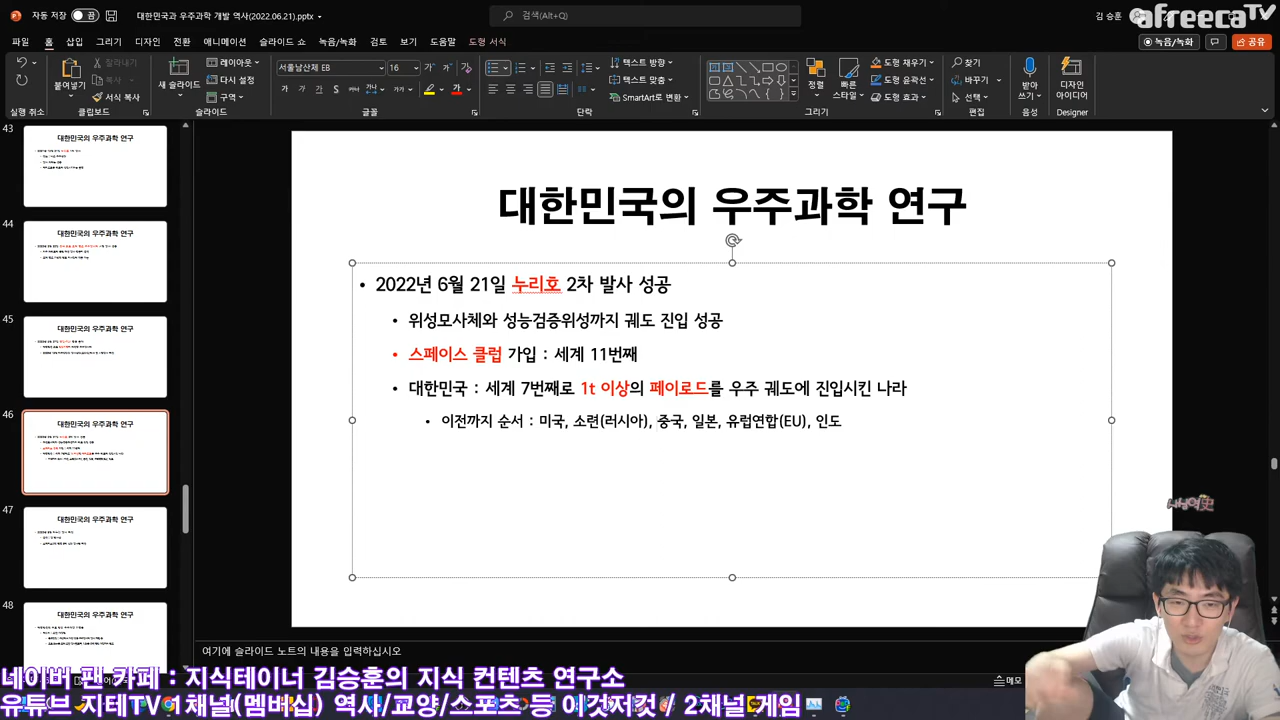 자동 저장
끔
대한민국과 우주과학 개발 역사(2022.06.21).pptx
검색(Alt+Q)
김 승훈
afreecaTV
파일 홈 삽입 그리기 디자인 전환 애니메이션 슬라이드 쇼 녹음/녹화 검토 보기 도움말 도형 서식
녹음/녹화
공유
잘라내기
복사
서식 복사
붙여넣기
새 슬라이드
레이아웃
다시 설정
구역
서울남산체 EB
16
텍스트 방향
텍스트 맞춤
SmartArt로 변환
정렬
빠른 스타일
도형 채우기
도형 윤곽선
도형 효과
찾기
바꾸기
선택
받아쓰기
디자인 아이디어
실행 취소 클립보드 슬라이드 글꼴 단락 그리기 편집 음성 Designer
43
대한민국의 우주과학 연구
44
대한민국의 우주과학 연구
45
대한민국의 우주과학 연구
46
대한민국의 우주과학 연구
47
대한민국의 우주과학 연구
48
대한민국의 우주과학 연구
대한민국의 우주과학 연구
• 2022년 6월 21일 누리호 2차 발사 성공
• 위성모사체와 성능검증위성까지 궤도 진입 성공
• 스페이스 클럽 가입 : 세계 11번째
• 대한민국 : 세계 7번째로 1t 이상의 페이로드를 우주 궤도에 진입시킨 나라
• 이전까지 순서 : 미국, 소련(러시아), 중국, 일본, 유럽연합(EU), 인도
여기에 슬라이드 노트의 내용을 입력하십시오
메모
네이버 팬 카페 : 지식테이너 김승훈의 지식 컨텐츠 연구소
유튜브 지테TV 1채널(멤버십) 역사/교양/스포츠 등 이것저것 / 2채널 게임